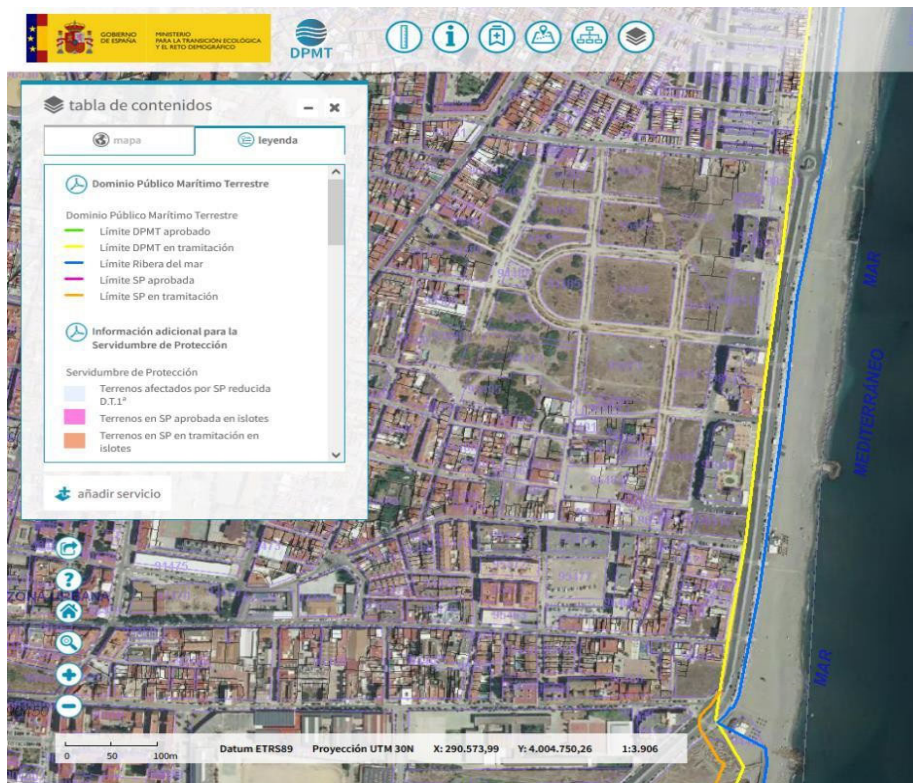 GOBIERNO
DE ESPAÑA
MINISTERIO
PARA LA TRANSICIÓN ECOLÓGICA
Y EL RETO DEMOGRÁFICO
DPMT
tabla de contenidos
mapa
leyenda
Dominio Público Marítimo Terrestre
Dominio Público Marítimo Terrestre
Límite DPMT aprobado
Límite DPMT en tramitación
Límite Ribera del mar
Límite SP aprobada
Límite SP en tramitación
Información adicional para la
Servidumbre de Protección
Servidumbre de Protección
Terrenos afectados por SP reducida
D.T.1ª
Terrenos en SP aprobada en islotes
Terrenos en SP en tramitación en
islotes
añadir servicio
MAR
MEDITERRÁNEO
MAR
91475
0 50 100m
Datum ETRS89 Proyección UTM 30N X: 290.573,99 Y: 4.004.750,26 1:3.906